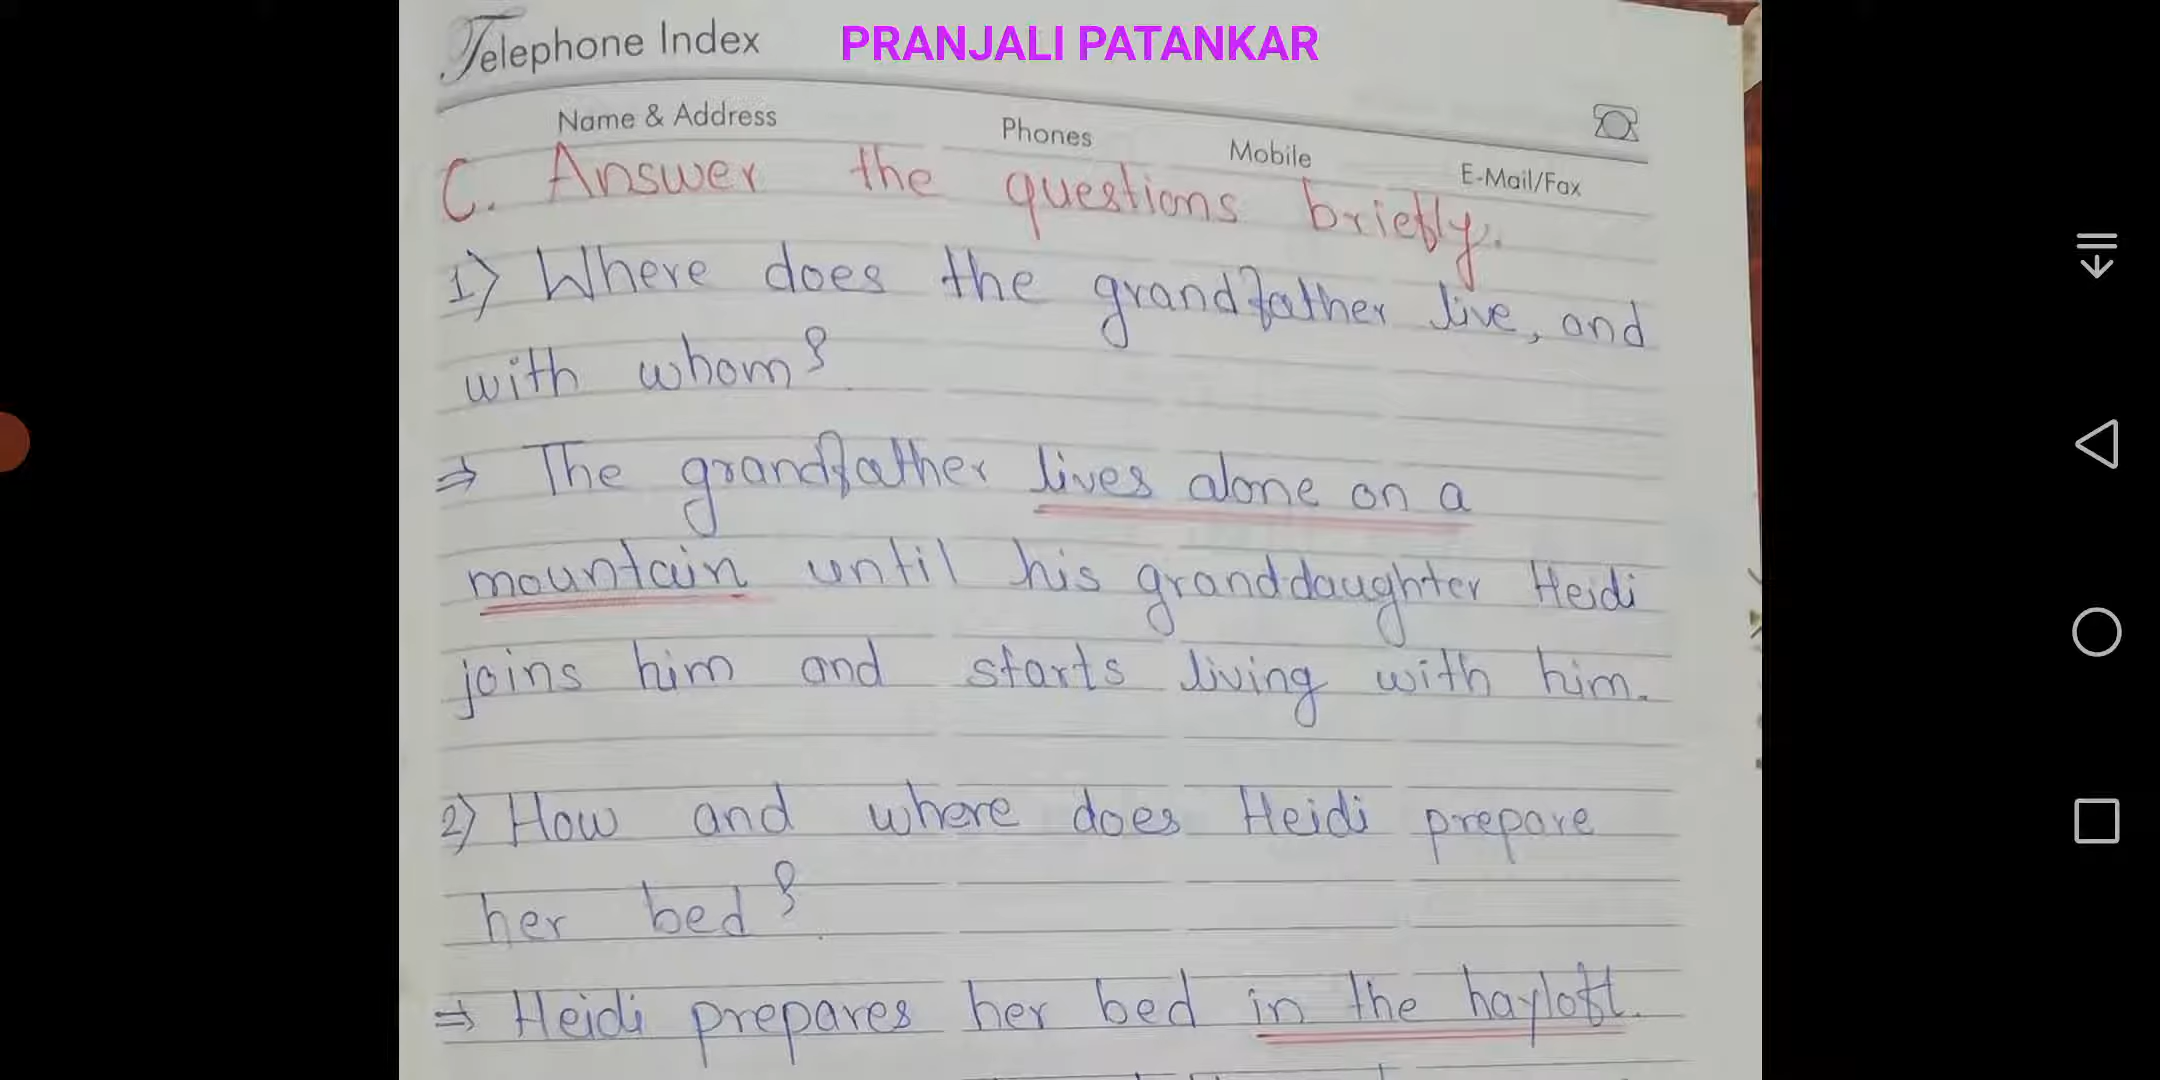 Telephone Index
PRANJALI PATANKAR
Name & Address
Phones
Mobile
E-Mail/Fax
C. Answer the questions briefly.
1) Where does the grandfather live, and
with whom?
⇒ The grandfather lives alone on a
mountain until his granddaughter Heidi
joins him and starts living with him.
2) How and where does Heidi prepare
her bed?
⇒ Heidi prepares her bed in the hayloft.